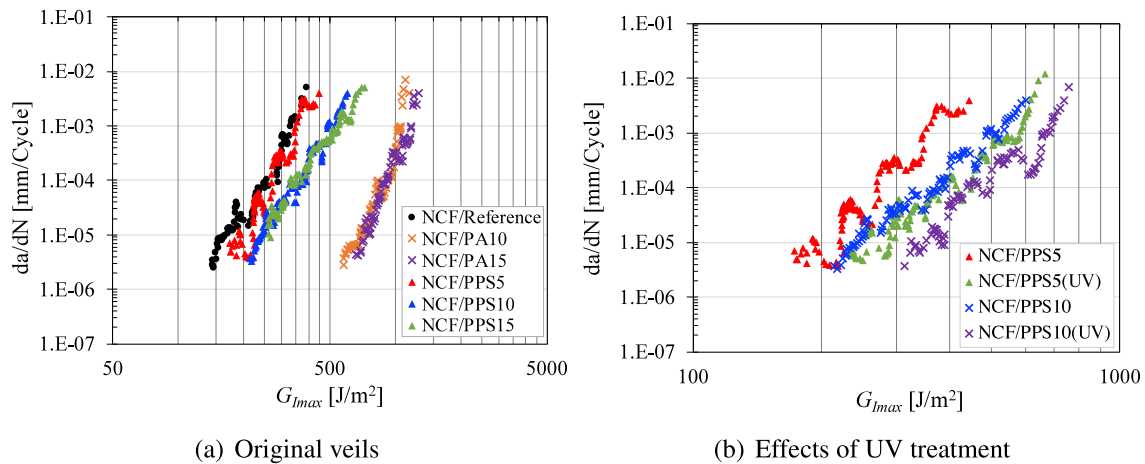 1.E-01
1.E-02
1.E-03
1.E-04
1.E-05
1.E-06
1.E-07
da/dN [mm/Cycle]
50
500
5000
G_Imax [J/m²]
NCF/Reference
NCF/PA10
NCF/PA15
NCF/PPS5
NCF/PPS10
NCF/PPS15
(a) Original veils
1.E-01
1.E-02
1.E-03
1.E-04
1.E-05
1.E-06
1.E-07
da/dN [mm/Cycle]
100
1000
G_Imax [J/m²]
NCF/PPS5
NCF/PPS5(UV)
NCF/PPS10
NCF/PPS10(UV)
(b) Effects of UV treatment